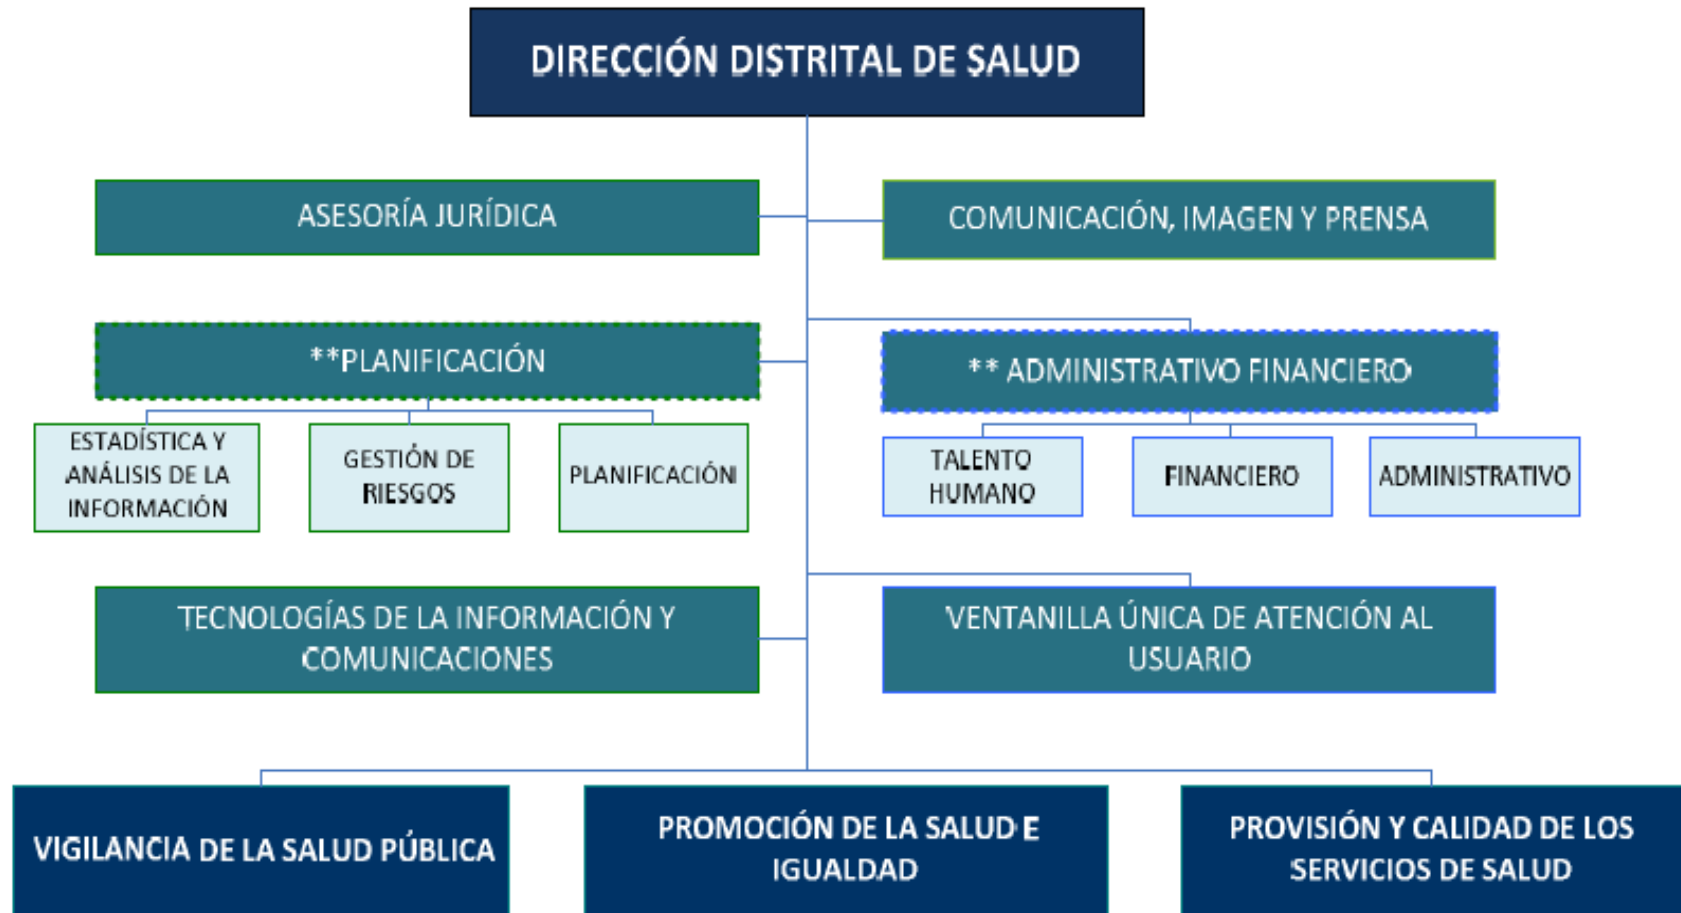 DIRECCIÓN DISTRITAL DE SALUD
ASESORÍA JURÍDICA
COMUNICACIÓN, IMAGEN Y PRENSA
**PLANIFICACIÓN
** ADMINISTRATIVO FINANCIERO
ESTADÍSTICA Y
ANÁLISIS DE LA
INFORMACIÓN
GESTIÓN DE
RIESGOS
PLANIFICACIÓN
TALENTO
HUMANO
FINANCIERO
ADMINISTRATIVO
TECNOLOGÍAS DE LA INFORMACIÓN Y
COMUNICACIONES
VENTANILLA ÚNICA DE ATENCIÓN AL
USUARIO
VIGILANCIA DE LA SALUD PÚBLICA
PROMOCIÓN DE LA SALUD E
IGUALDAD
PROVISIÓN Y CALIDAD DE LOS
SERVICIOS DE SALUD